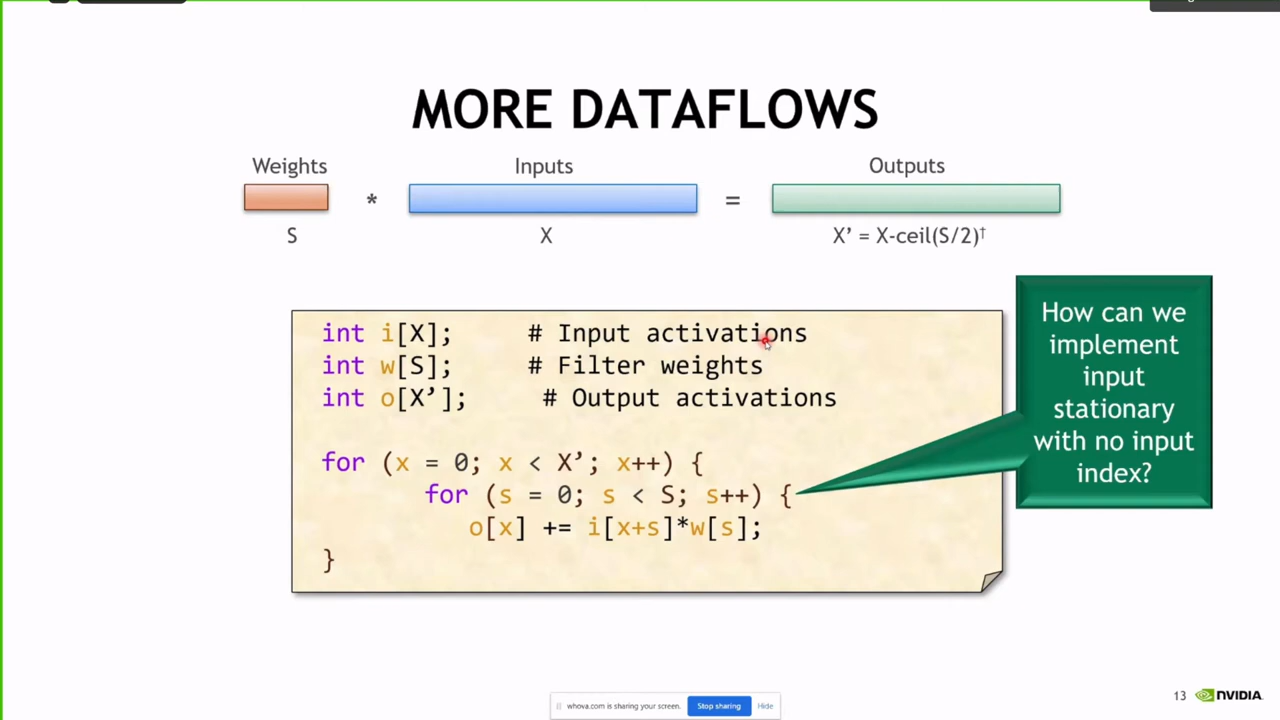 MORE DATAFLOWS
Weights
Inputs
Outputs
*
=
S
X
X’ = X-ceil(S/2)†
int i[X]; # Input activations
int w[S]; # Filter weights
int o[X’]; # Output activations
for (x = 0; x < X’; x++) {
for (s = 0; s < S; s++) {
o[x] += i[x+s]*w[s];
}
How can we
implement
input
stationary
with no input
index?
whova.com is sharing your screen.
Stop sharing
Hide
13
NVIDIA.